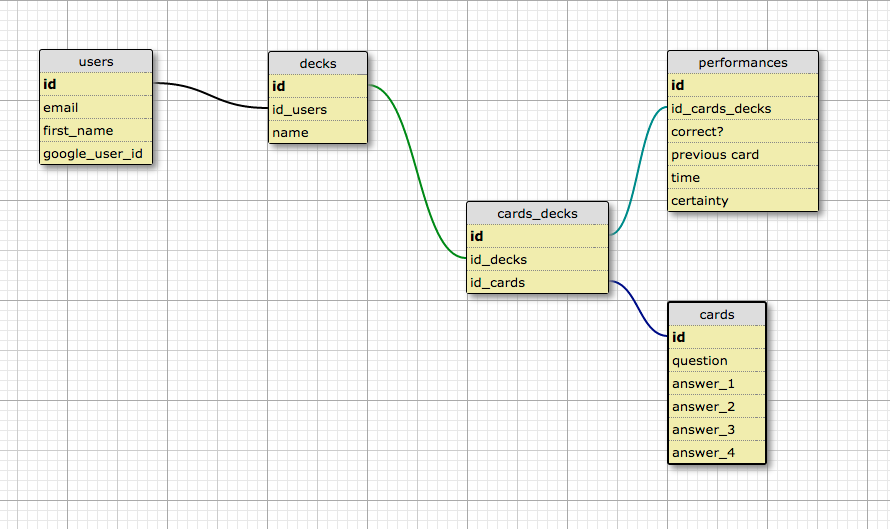 users
id
email
first_name
google_user_id
decks
id
id_users
name
performances
id
id_cards_decks
correct?
previous card
time
certainty
cards_decks
id
id_decks
id_cards
cards
id
question
answer_1
answer_2
answer_3
answer_4